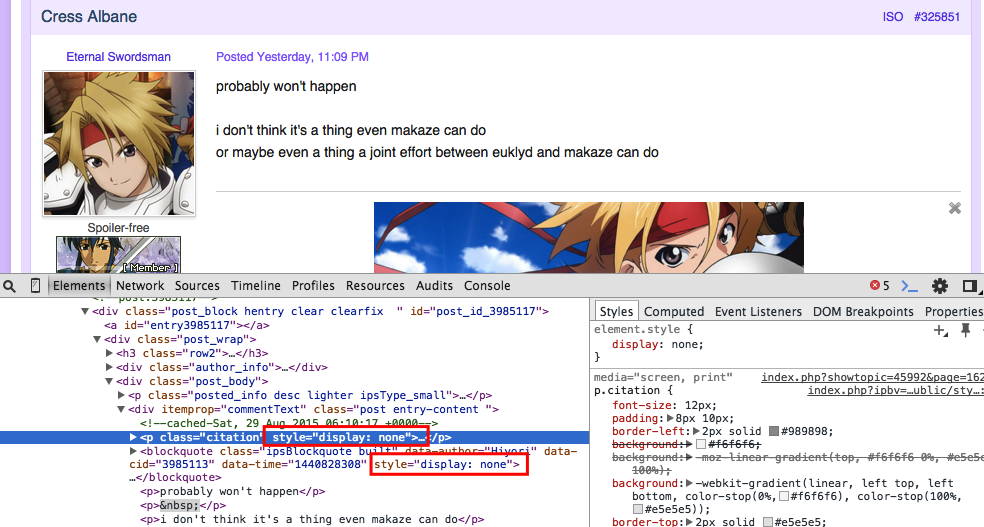 Cress Albane
ISO #325851
Eternal Swordsman
Posted Yesterday, 11:09 PM
probably won't happen
i don't think it's a thing even makaze can do
or maybe even a thing a joint effort between euklyd and makaze can do
Spoiler-free
[ Member ]
Elements Network Sources Timeline Profiles Resources Audits Console
5
<!--post:3985117-->
<div class="post_block hentry clear clearfix  " id="post_id_3985117">
<a id="entry3985117"></a>
<div class="post_wrap">
<h3 class="row2">…</h3>
<div class="author_info">…</div>
<div class="post_body">
<p class="posted_info desc lighter ipsType_small">…</p>
<div itemprop="commentText" class="post entry-content ">
<!--cached-Sat, 29 Aug 2015 06:10:17 +0000-->
<p class="citation" style="display: none">…</p>
<blockquote class="ipsBlockquote built" data-author="Hiyori" data-
cid="3985113" data-time="1440828308" style="display: none">
…</blockquote>
<p>probably won't happen</p>
<p>&nbsp;</p>
<p>i don't think it's a thing even makaze can do</p>
Styles Computed Event Listeners DOM Breakpoints Properties
element.style {
display: none;
}
media="screen, print" index.php?showtopic=45992&page=162
p.citation { index.php?ipbv=…ublic/sty…
font-size: 12px;
padding: 8px 10px;
border-left: 2px solid #989898;
background: #f6f6f6;
background: -moz-linear-gradient(top, #f6f6f6 0%, #e5e5e
100%);
background: -webkit-gradient(linear, left top, left
bottom, color-stop(0%, #f6f6f6), color-stop(100%,
#e5e5e5));
border-top: 2px solid #e5e5e5;